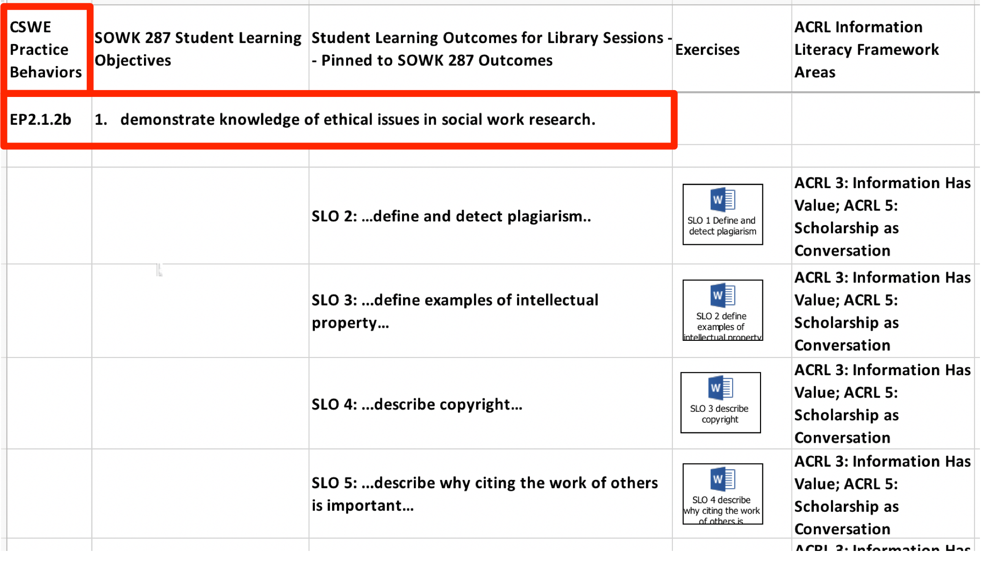 CSWE
Practice
Behaviors
SOWK 287 Student Learning
Objectives
Student Learning Outcomes for Library Sessions -
- Pinned to SOWK 287 Outcomes
Exercises
ACRL Information
Literacy Framework
Areas
EP2.1.2b
1. demonstrate knowledge of ethical issues in social work research.
SLO 2: ...define and detect plagiarism..
W
SLO 1 Define and
detect plagiarism
ACRL 3: Information Has
Value; ACRL 5:
Scholarship as
Conversation
SLO 3: ...define examples of intellectual
property...
W
SLO 2 define
examples of
intellectual property
ACRL 3: Information Has
Value; ACRL 5:
Scholarship as
Conversation
SLO 4: ...describe copyright...
W
SLO 3 describe
copyright
ACRL 3: Information Has
Value; ACRL 5:
Scholarship as
Conversation
SLO 5: ...describe why citing the work of others
is important...
W
SLO 4 describe
why citing the work
of others is
ACRL 3: Information Has
Value; ACRL 5:
Scholarship as
Conversation
ACRL 3: Information Has